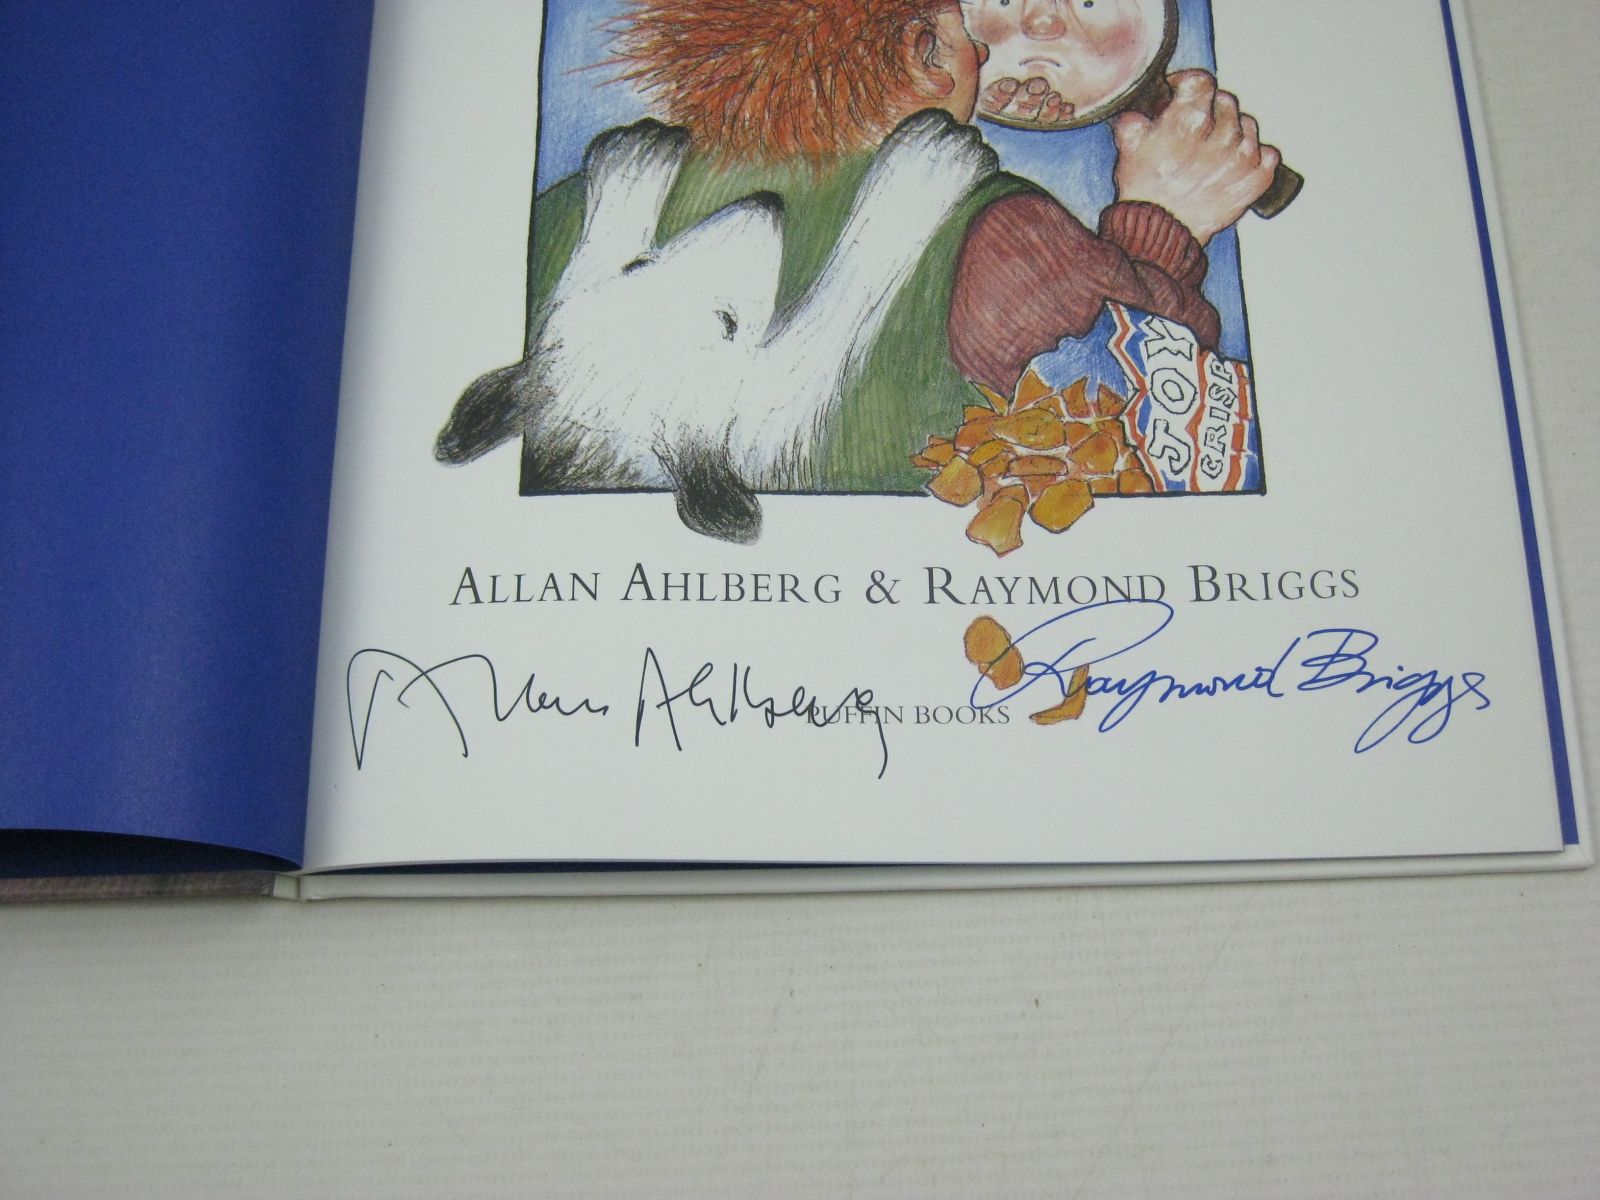 JOY
CRISP
ALLAN AHLBERG & RAYMOND BRIGGS
Allan Ahlberg Raymond Briggs
PUFFIN BOOKS